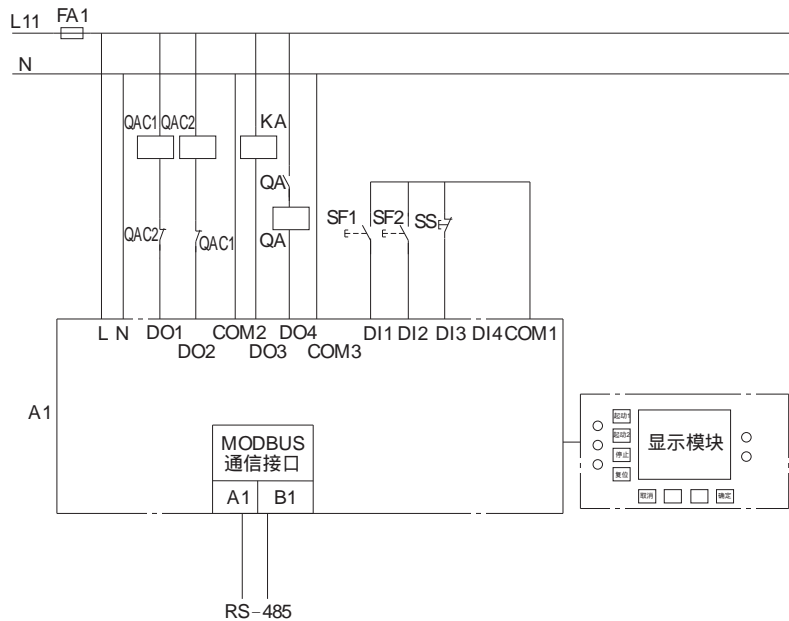 FA1
L11
N
QAC1 QAC2 KA
QA
SF1 SF2 SS
QAC2 QAC1 QA
L N DO1 COM2 DO4 DI1 DI2 DI3 DI4 COM1
DO2 DO3 COM3
A1
MODBUS
通信接口
A1 B1
RS-485
起动1
起动2
停止
复位
显示模块
取消 确定